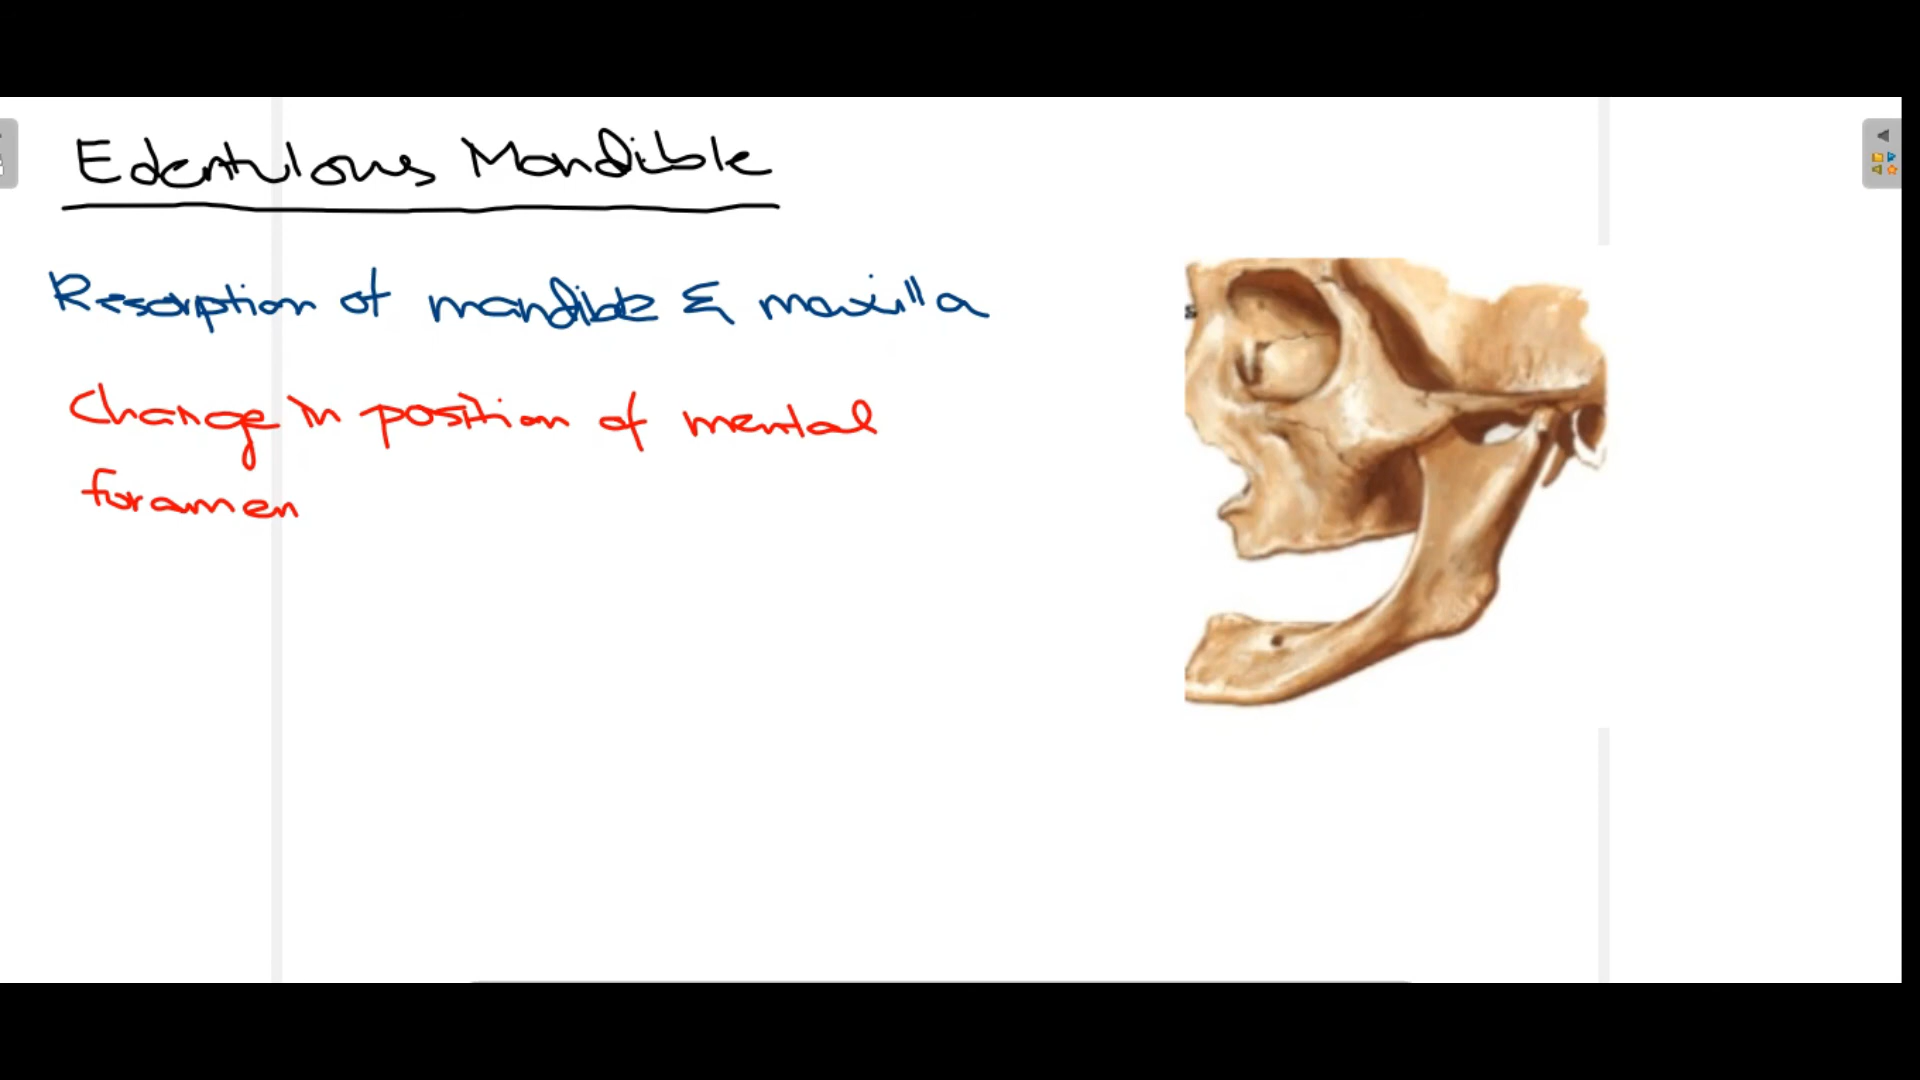 Edentulous Mandible
Resorption of mandible & maxilla
Change in position of mental
foramen
s